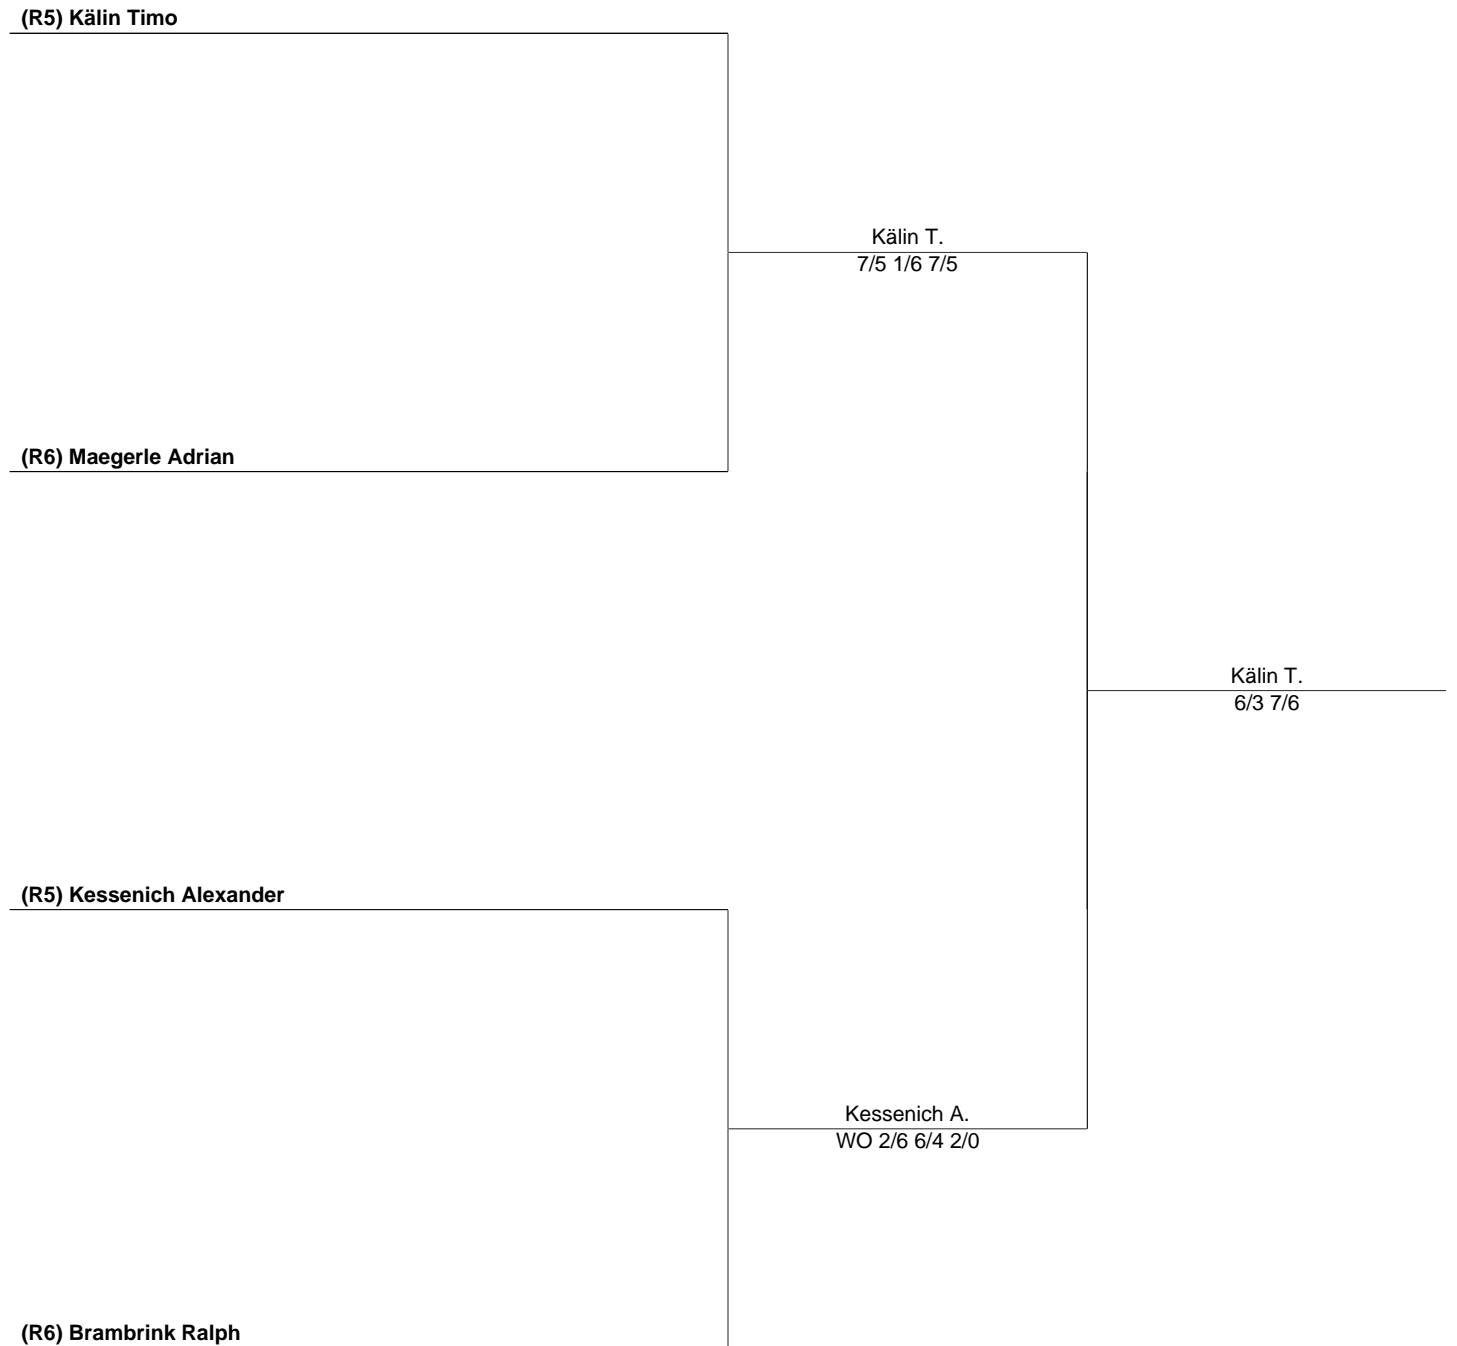 (R5) Kälin Timo
Kälin T.
7/5 1/6 7/5
(R6) Maegerle Adrian
Kälin T.
6/3 7/6
(R5) Kessenich Alexander
Kessenich A.
WO 2/6 6/4 2/0
(R6) Brambrink Ralph